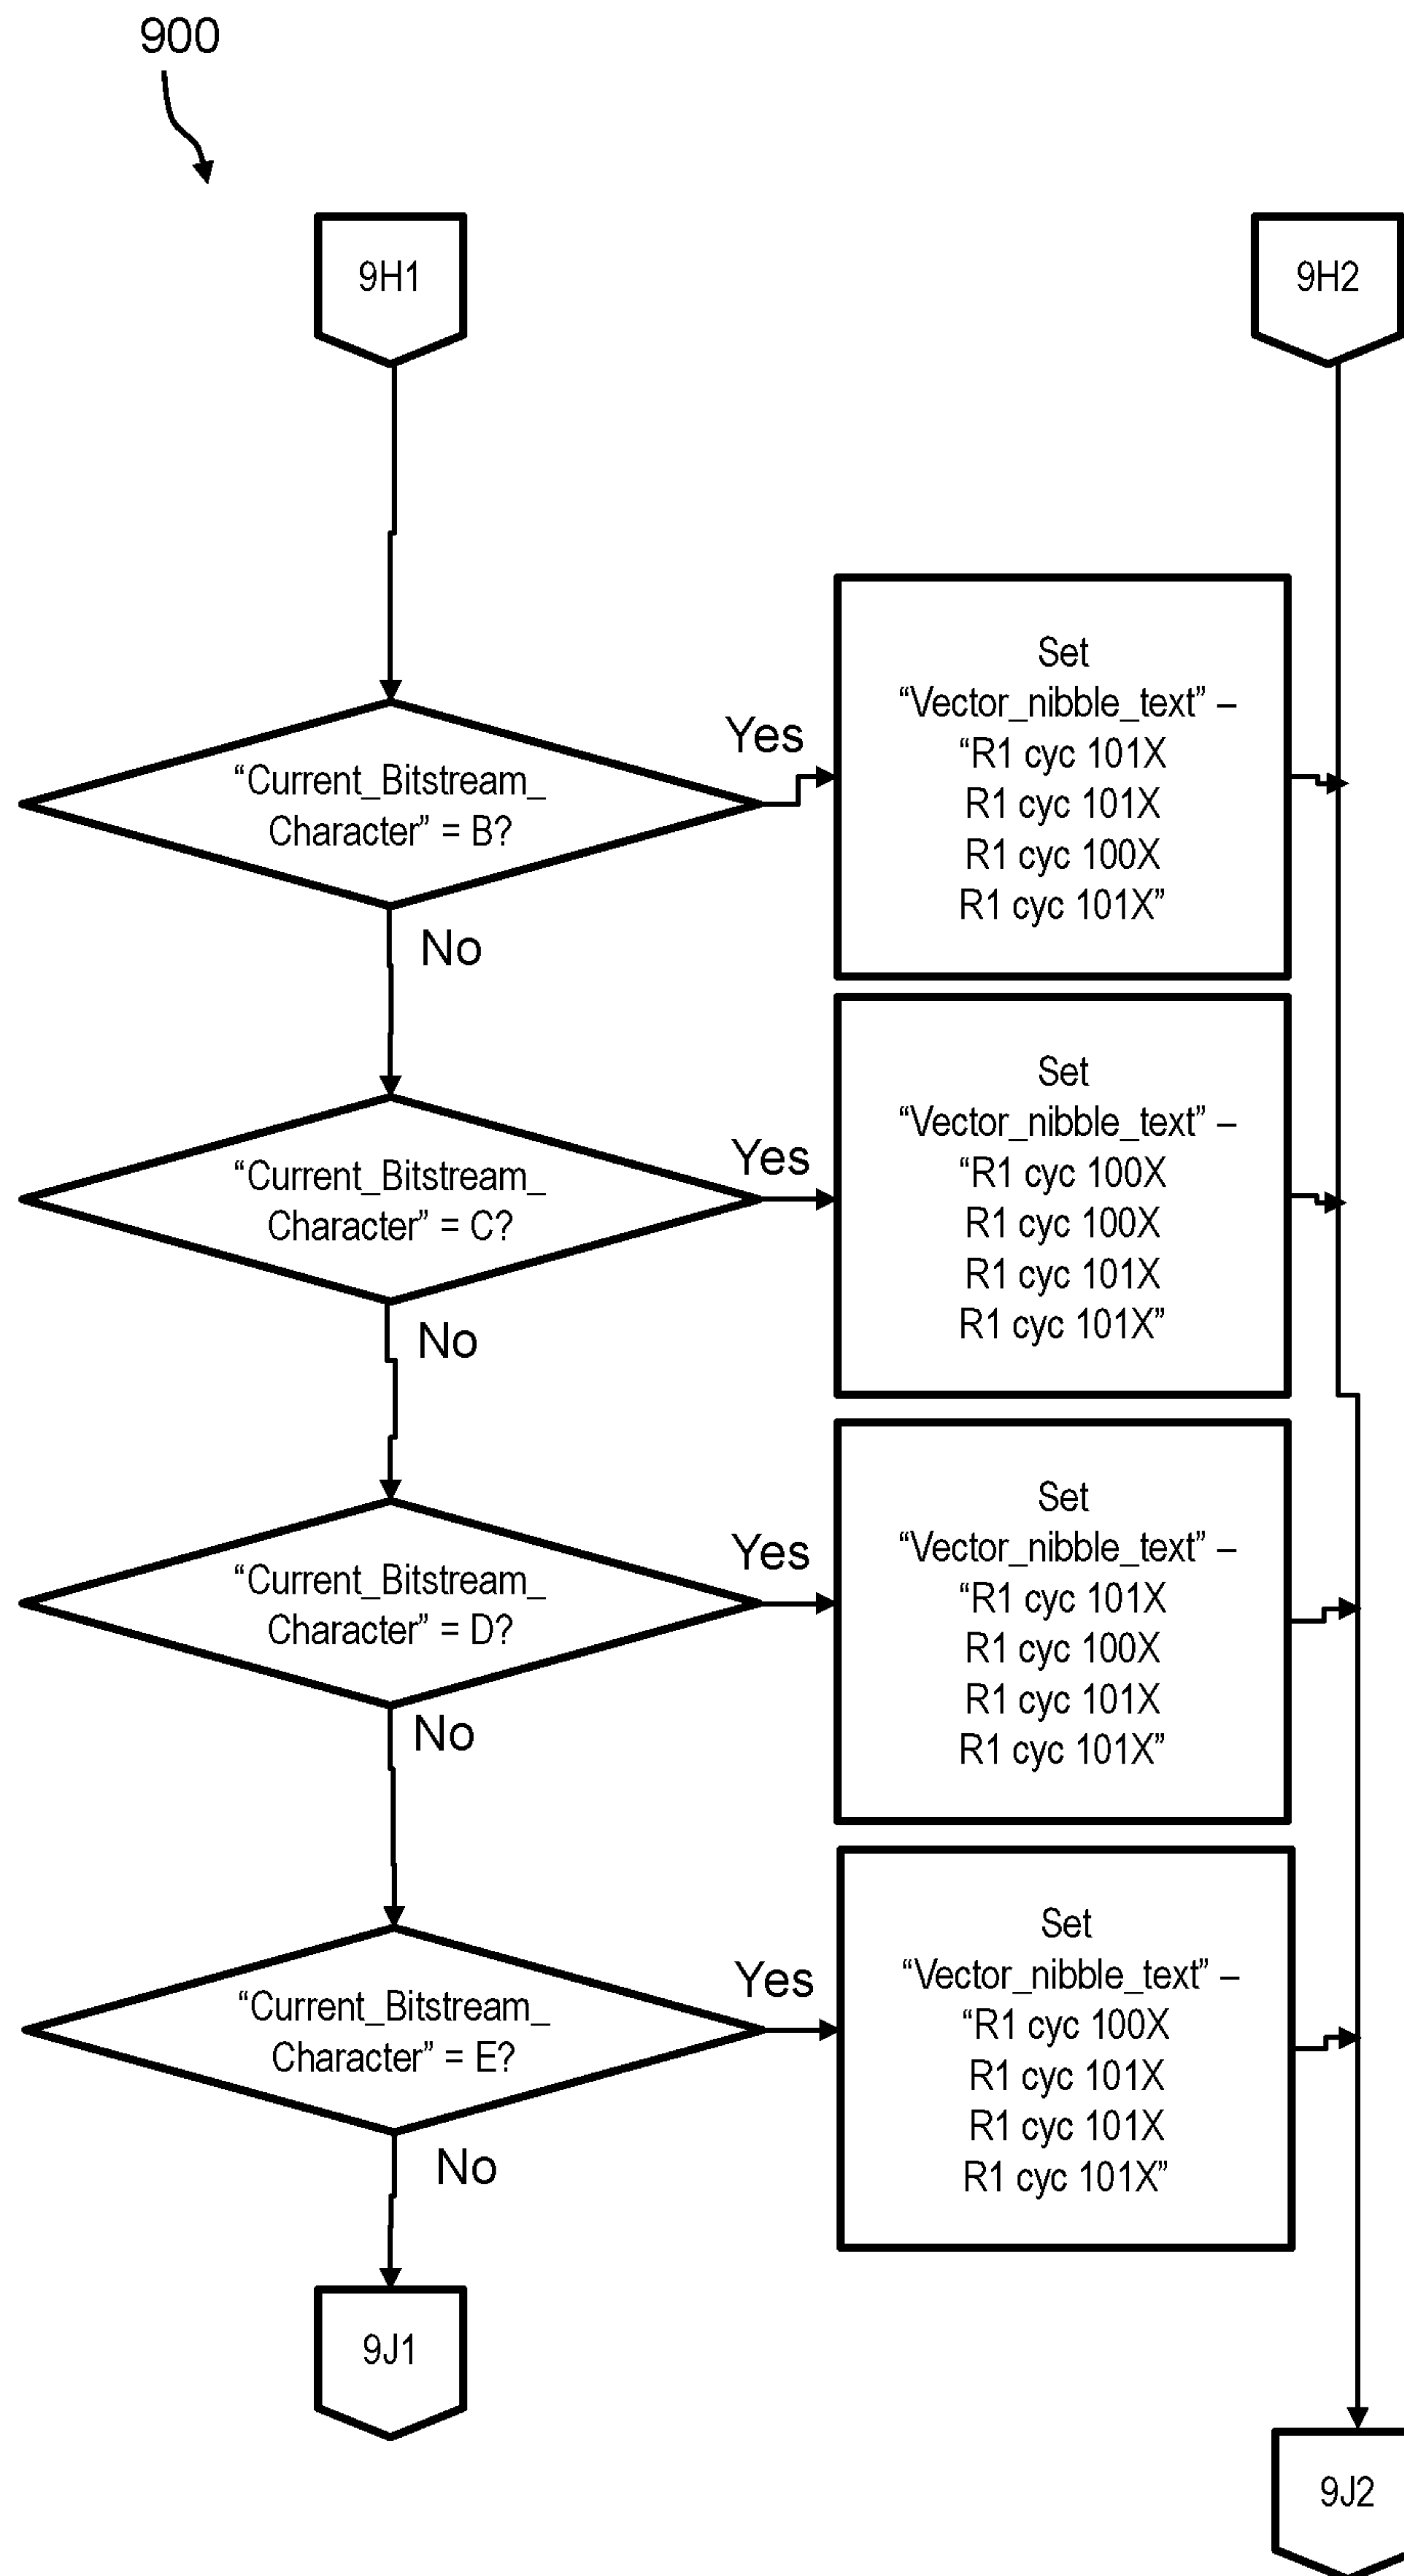 900
9H1
9H2
“Current_Bitstream_
Character” = B?
Yes
Set
“Vector_nibble_text” –
“R1 cyc 101X
R1 cyc 101X
R1 cyc 100X
R1 cyc 101X”
No
“Current_Bitstream_
Character” = C?
Yes
Set
“Vector_nibble_text” –
“R1 cyc 100X
R1 cyc 100X
R1 cyc 101X
R1 cyc 101X”
No
“Current_Bitstream_
Character” = D?
Yes
Set
“Vector_nibble_text” –
“R1 cyc 101X
R1 cyc 100X
R1 cyc 101X
R1 cyc 101X”
No
“Current_Bitstream_
Character” = E?
Yes
Set
“Vector_nibble_text” –
“R1 cyc 100X
R1 cyc 101X
R1 cyc 101X
R1 cyc 101X”
No
9J1
9J2